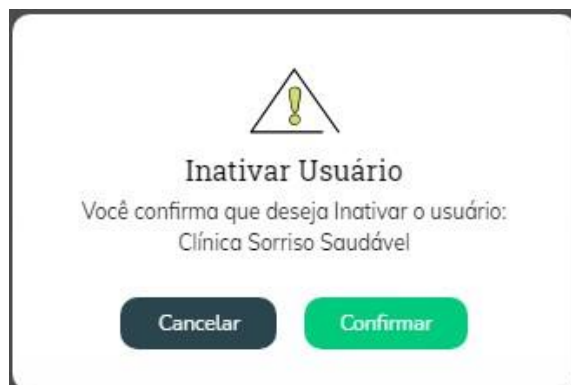 Inativar Usuário
Você confirma que deseja Inativar o usuário:
Clínica Sorriso Saudável
Cancelar
Confirmar